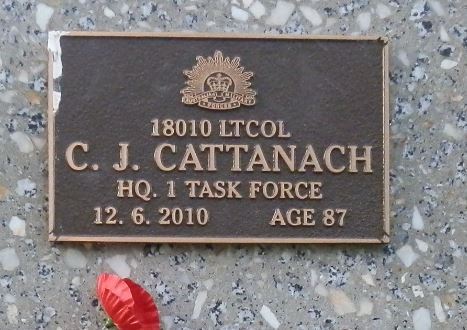 18010 LTCOL
C. J. CATTANACH
HQ. 1 TASK FORCE
12. 6. 2010 AGE 87